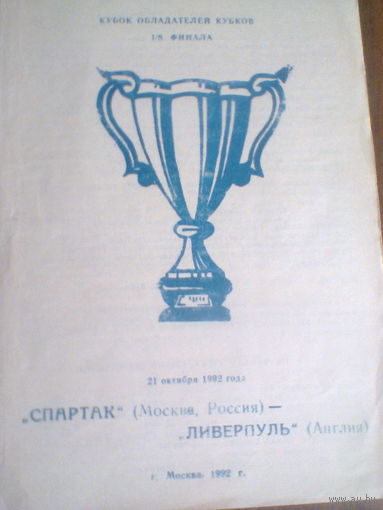 КУБОК ОБЛАДАТЕЛЕЙ КУБКОВ
1/8 ФИНАЛА
21 октября 1992 года
„СПАРТАК“ (Москва, Россия) —
„ЛИВЕРПУЛЬ“ (Англия)
г. Москва, 1992 г.
www.ay.by